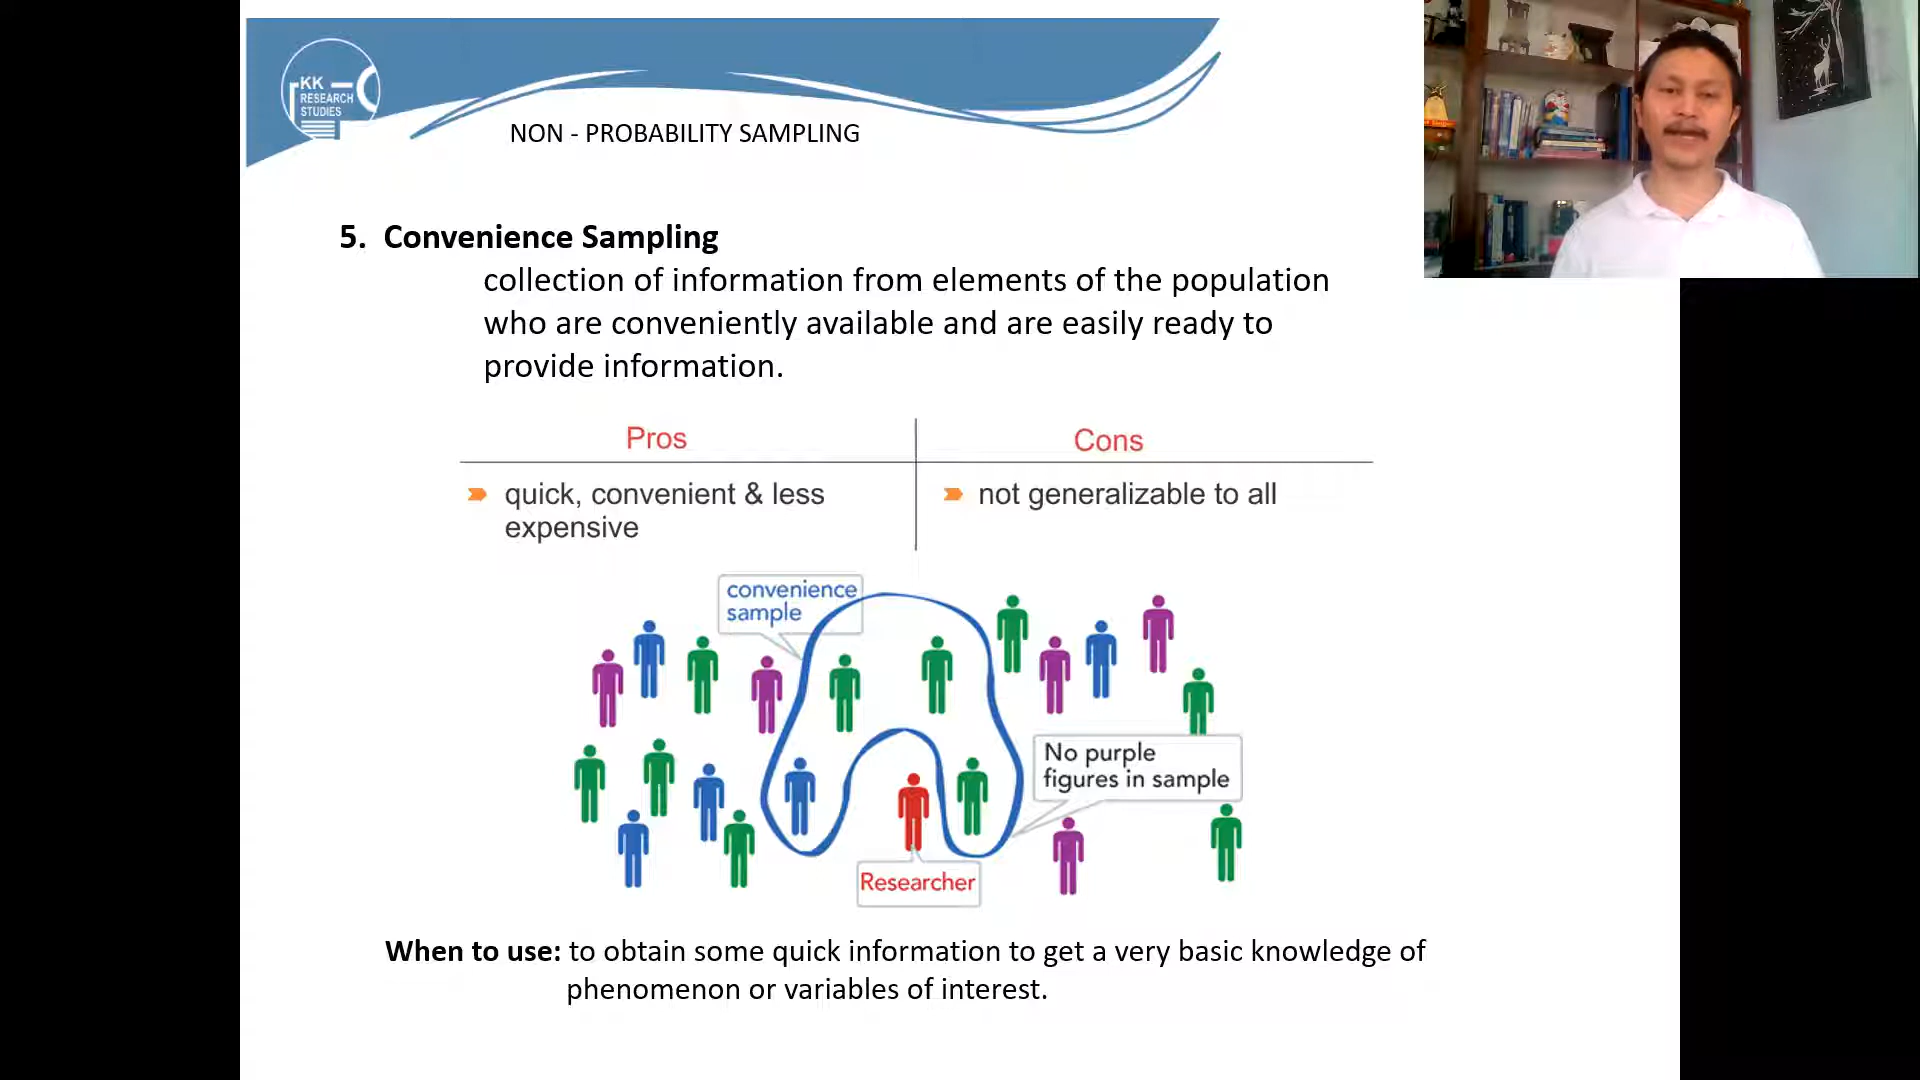 KK
RESEARCH
STUDIES
NON - PROBABILITY SAMPLING
5. Convenience Sampling
collection of information from elements of the population
who are conveniently available and are easily ready to
provide information.
Pros
Cons
quick, convenient & less
expensive
not generalizable to all
convenience
sample
No purple
figures in sample
Researcher
When to use: to obtain some quick information to get a very basic knowledge of
phenomenon or variables of interest.